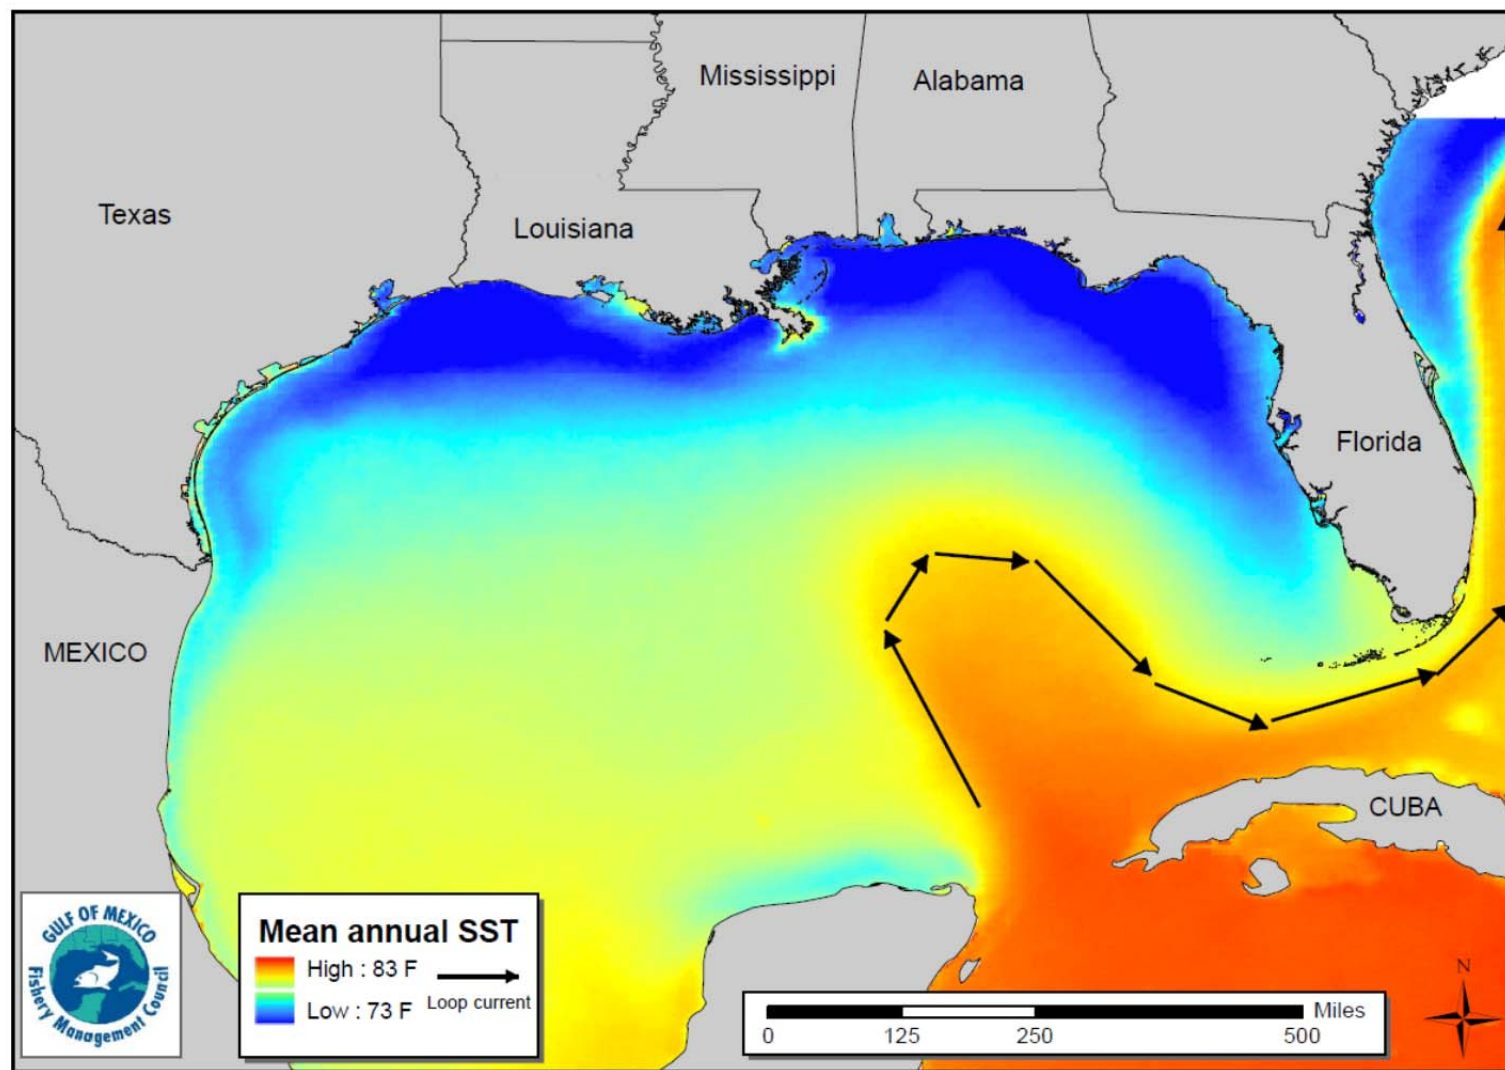 Mississippi
Alabama
Texas
Louisiana
Florida
MEXICO
CUBA
GULF OF MEXICO
Fishery Management Council
Mean annual SST
High : 83 F
Low : 73 F
Loop current
Miles
0 125 250 500
N